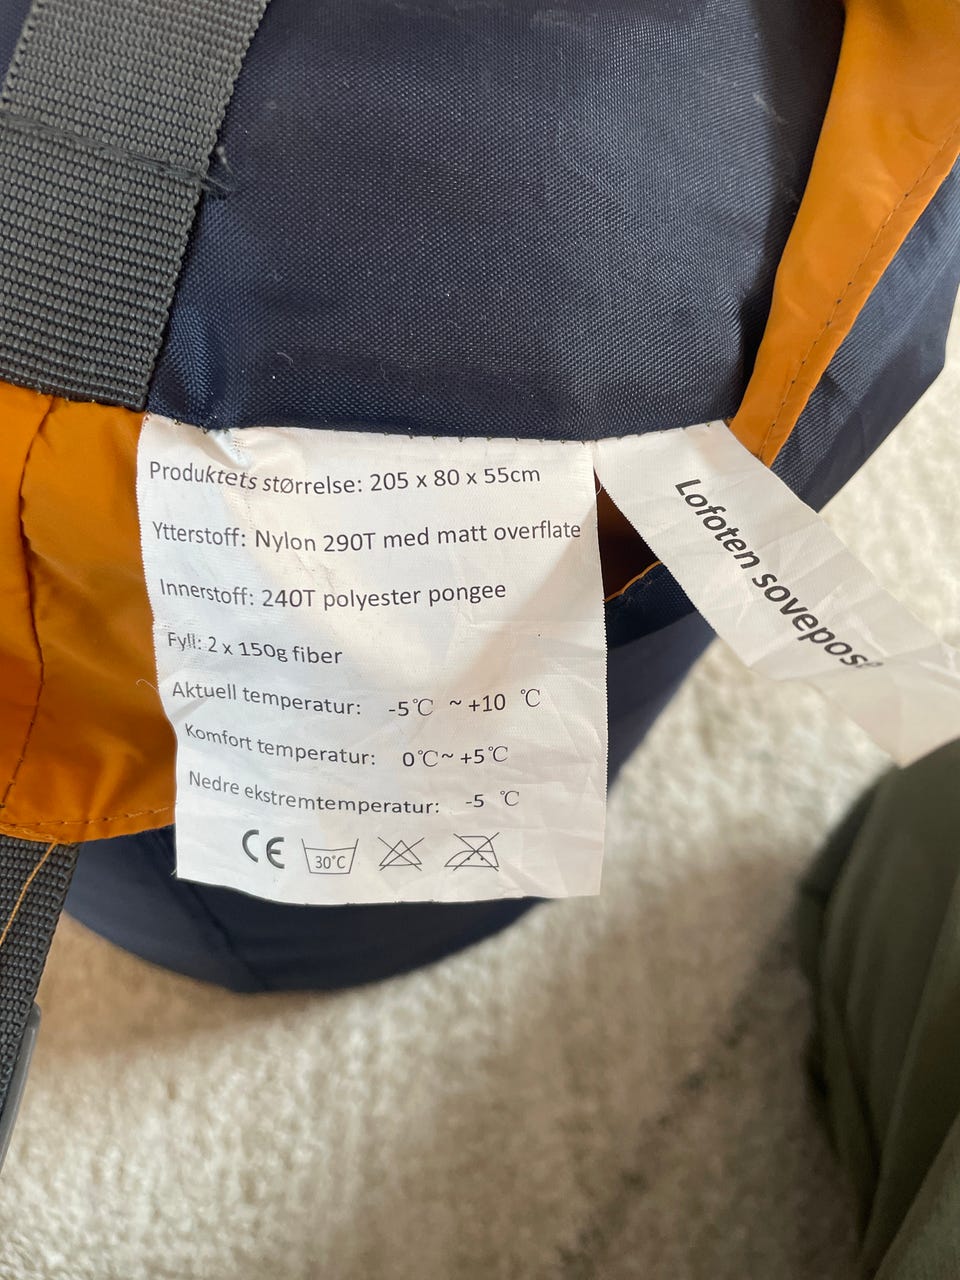 Produktets størrelse: 205 x 80 x 55cm
Ytterstoff: Nylon 290T med matt overflate
Innerstoff: 240T polyester pongee
Fyll: 2 x 150g fiber
Aktuell temperatur: -5℃ ~ +10 ℃
Komfort temperatur: 0℃~ +5℃
Nedre ekstremtemperatur: -5 ℃
CE 30°C
Lofoten sovepose